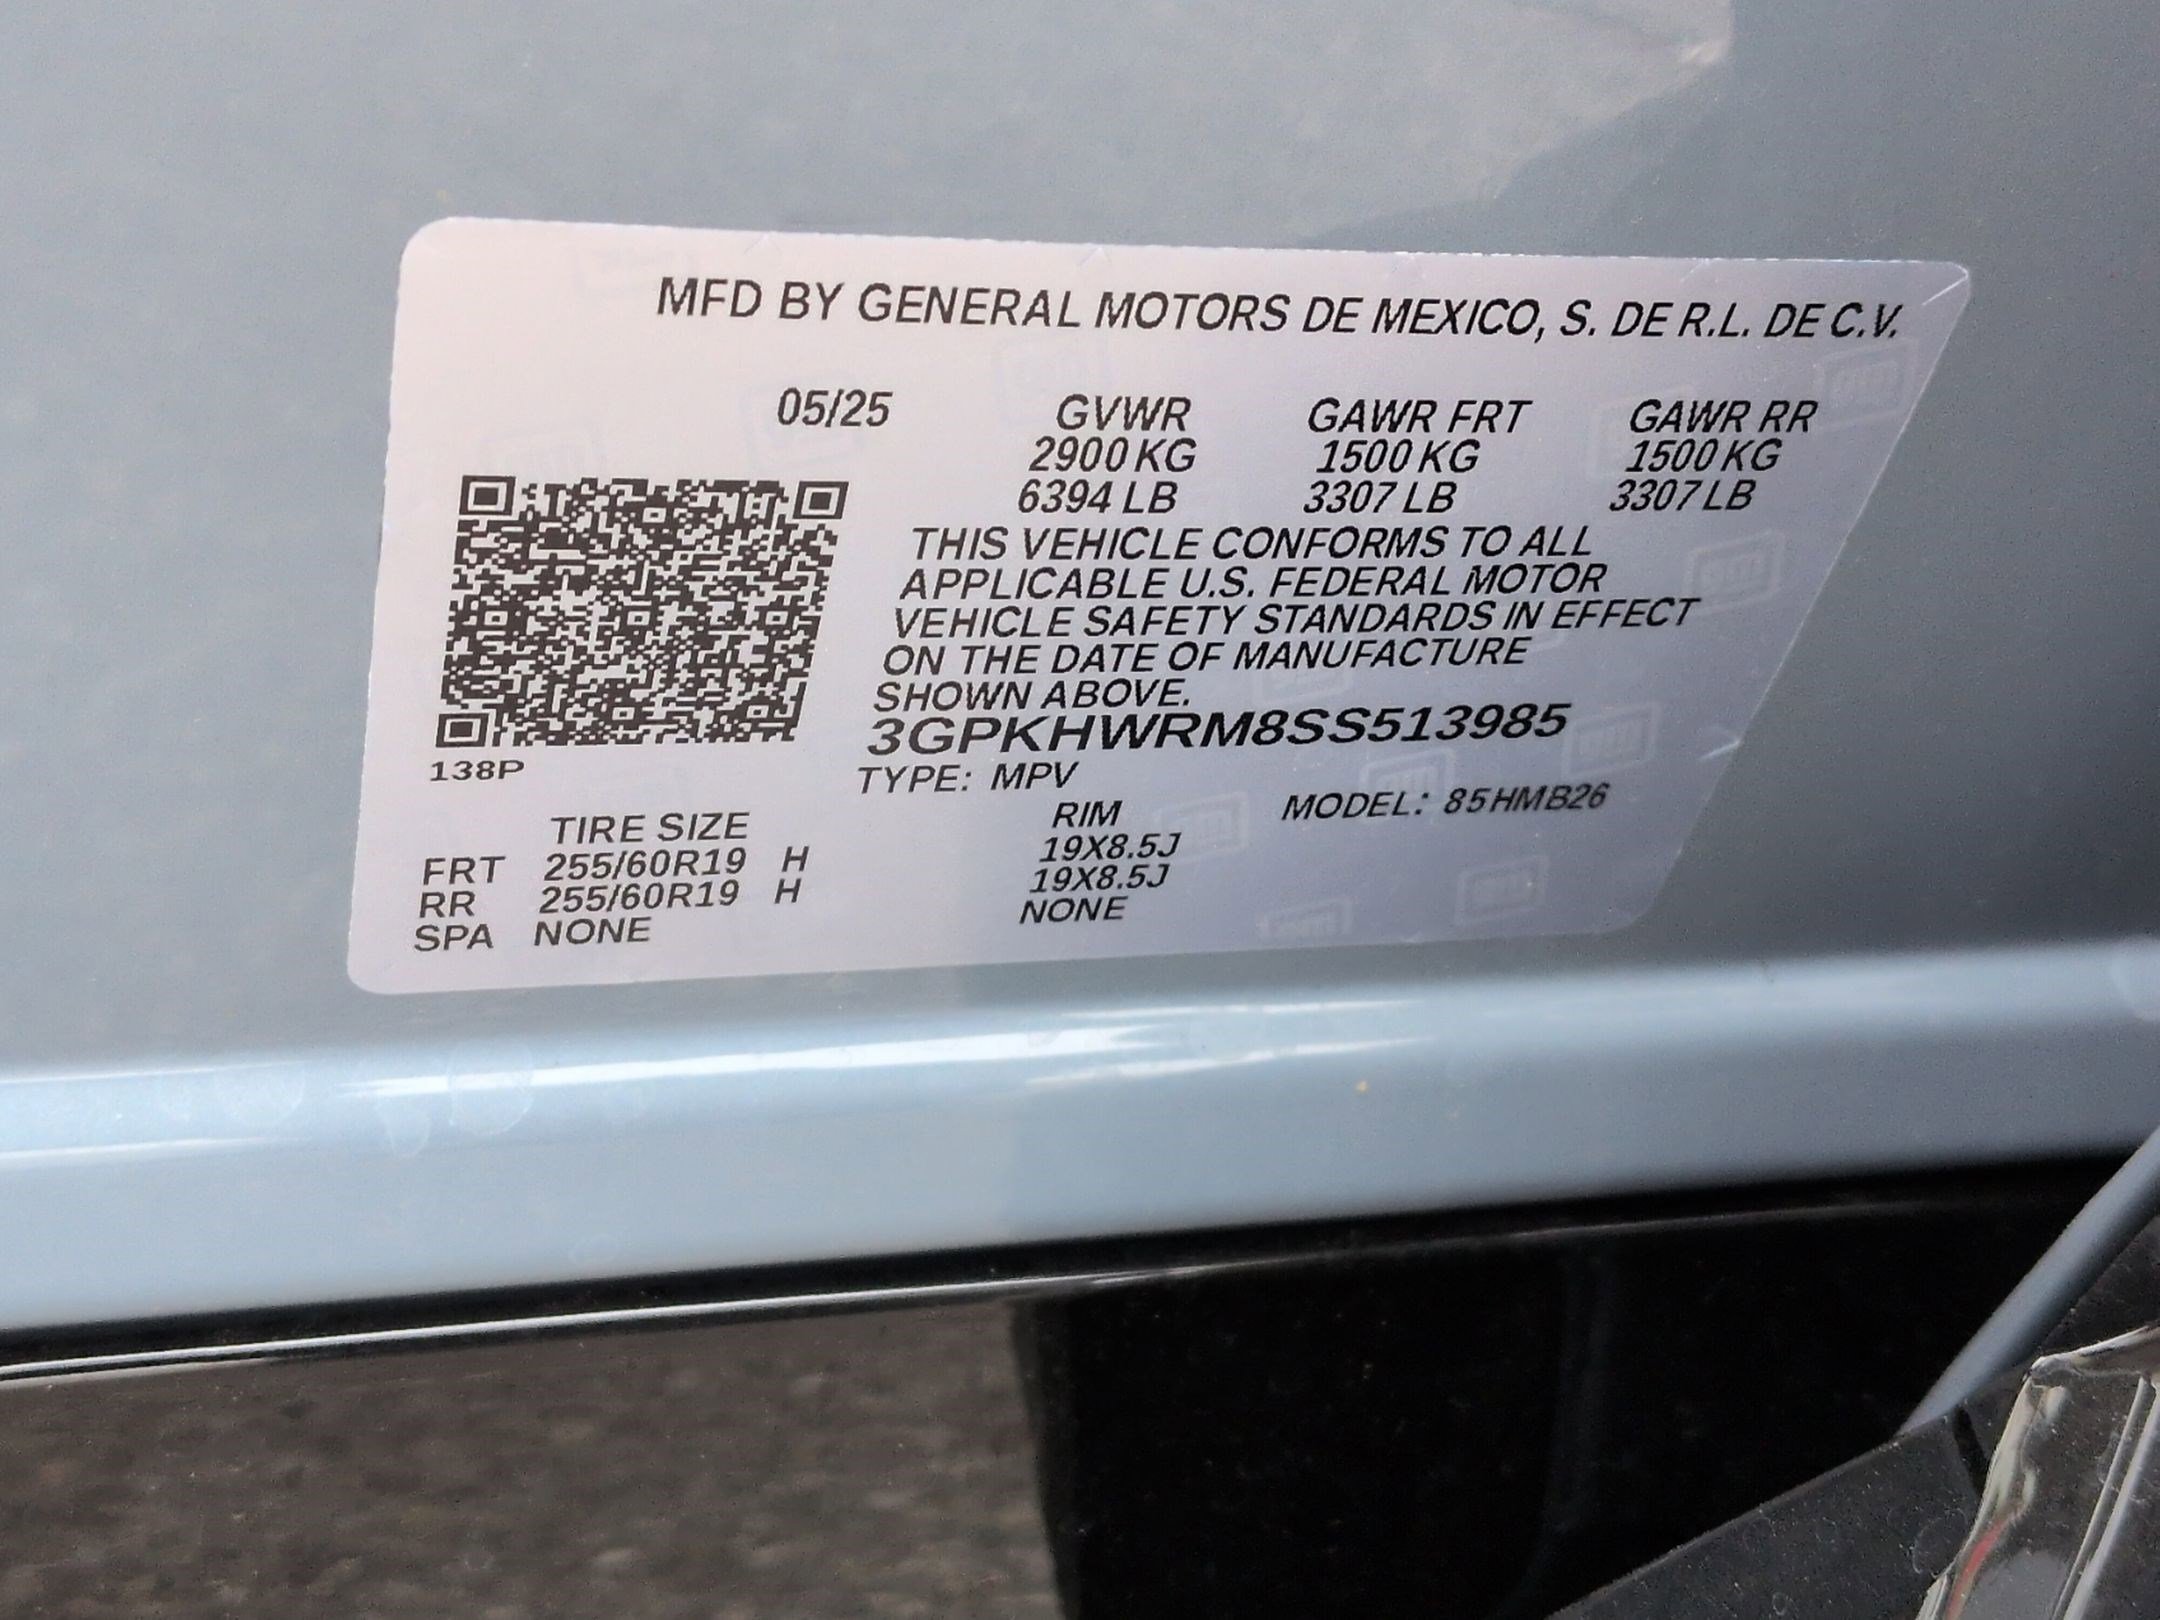 MFD BY GENERAL MOTORS DE MEXICO, S. DE R.L. DE C.V.
05/25 GVWR GAWR FRT GAWR RR
2900 KG 1500 KG 1500 KG
6394 LB 3307 LB 3307 LB
THIS VEHICLE CONFORMS TO ALL
APPLICABLE U.S. FEDERAL MOTOR
VEHICLE SAFETY STANDARDS IN EFFECT
ON THE DATE OF MANUFACTURE
SHOWN ABOVE.
3GPKHWRM8SS513985
138P
TYPE: MPV
MODEL: 85HMB26
TIRE SIZE RIM
FRT 255/60R19 H 19X8.5J
RR 255/60R19 H 19X8.5J
SPA NONE NONE